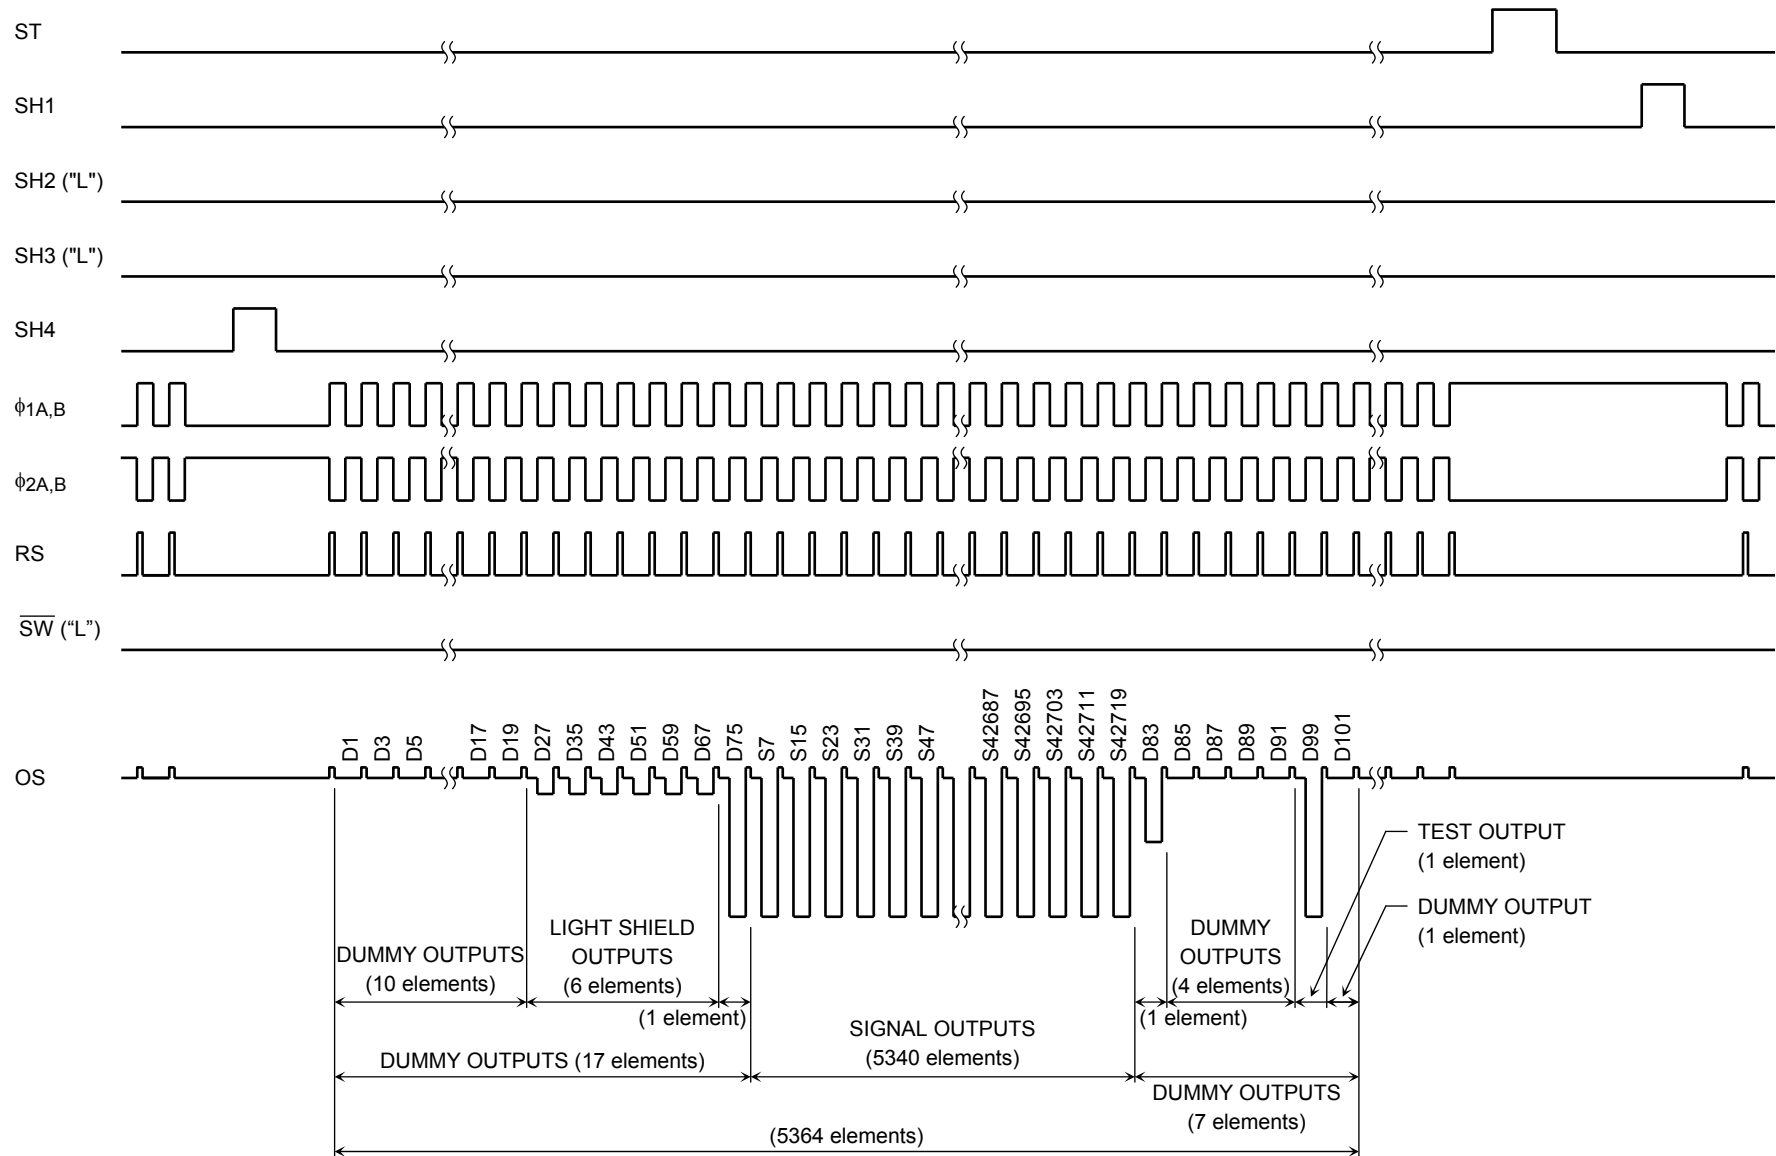 ST
SH1
SH2 ("L")
SH3 ("L")
SH4
ϕ1A,B
ϕ2A,B
RS
S̅W̅ (“L”)
OS
D1
D3
D5
D17
D19
D27
D35
D43
D51
D59
D67
D75
S7
S15
S23
S31
S39
S47
S42687
S42695
S42703
S42711
S42719
D83
D85
D87
D89
D91
D99
D101
TEST OUTPUT
(1 element)
DUMMY OUTPUT
(1 element)
DUMMY OUTPUTS
(10 elements)
LIGHT SHIELD
OUTPUTS
(6 elements)
(1 element)
DUMMY
OUTPUTS
(4 elements)
(1 element)
SIGNAL OUTPUTS
(5340 elements)
DUMMY OUTPUTS (17 elements)
DUMMY OUTPUTS
(7 elements)
(5364 elements)